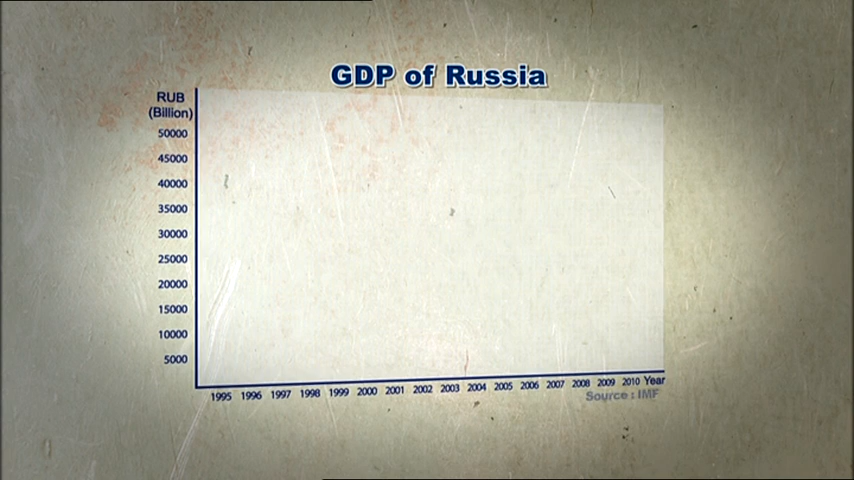 GDP of Russia
RUB
(Billion)
50000
45000
40000
35000
30000
25000
20000
15000
10000
5000
1995 1996 1997 1998 1999 2000 2001 2002 2003 2004 2005 2006 2007 2008 2009 2010 Year
Source : IMF